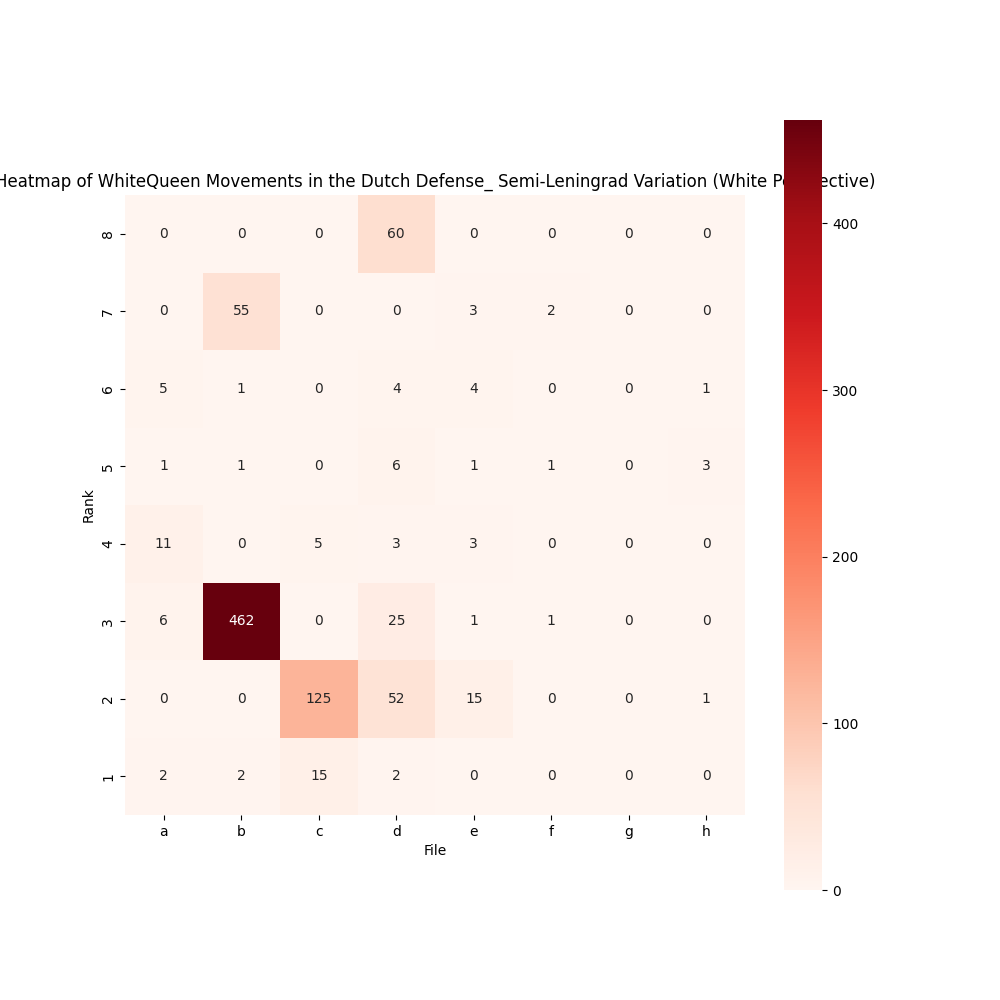 Heatmap of WhiteQueen Movements in the Dutch Defense_ Semi-Leningrad Variation (White P ective)
8 0 0 0 60 0 0 0 0
7 0 55 0 0 3 2 0 0
6 5 1 0 4 4 0 0 1
5 1 1 0 6 1 1 0 3
4 11 0 5 3 3 0 0 0
3 6 462 0 25 1 1 0 0
2 0 0 125 52 15 0 0 1
1 2 2 15 2 0 0 0 0
a b c d e f g h
File
Rank
400
300
200
100
0